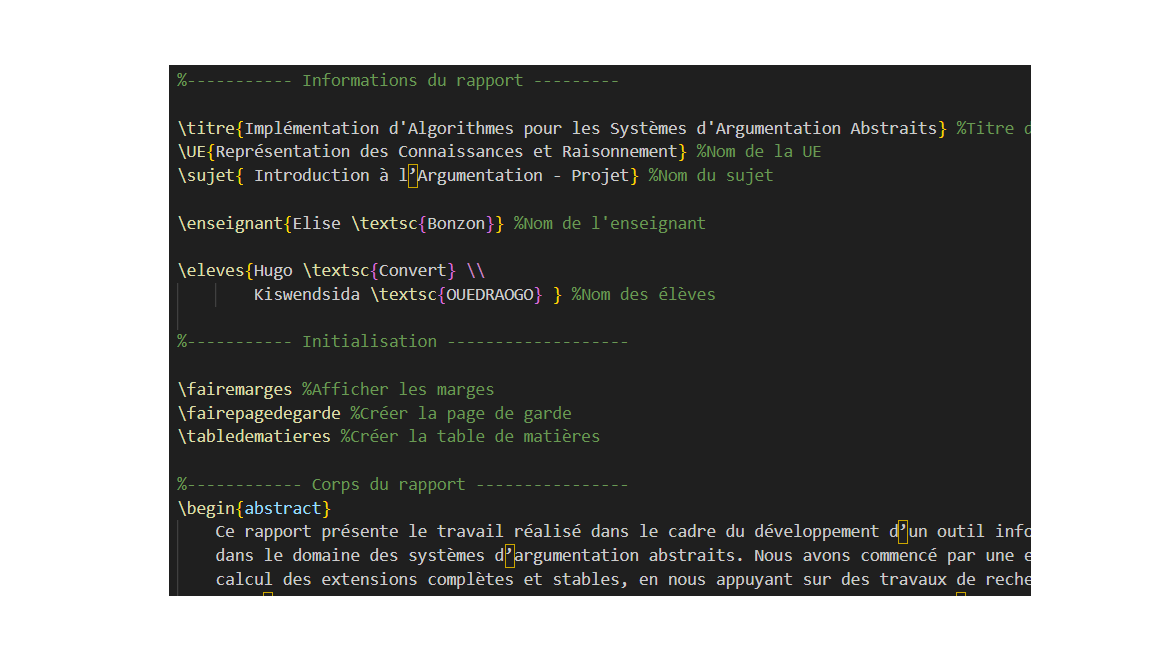 %----------- Informations du rapport ---------
\titre{Implémentation d'Algorithmes pour les Systèmes d'Argumentation Abstraits} %Titre
\UE{Représentation des Connaissances et Raisonnement} %Nom de la UE
\sujet{ Introduction à l’Argumentation - Projet} %Nom du sujet
\enseignant{Elise \textsc{Bonzon}} %Nom de l'enseignant
\eleves{Hugo \textsc{Convert} \\
Kiswendsida \textsc{OUEDRAOGO} } %Nom des élèves
%----------- Initialisation -------------------
\fairemarges %Afficher les marges
\fairepagedegarde %Créer la page de garde
\tabledematieres %Créer la table de matières
%------------ Corps du rapport ----------------
\begin{abstract}
Ce rapport présente le travail réalisé dans le cadre du développement d’un outil
dans le domaine des systèmes d’argumentation abstraits. Nous avons commencé par une
calcul des extensions complètes et stables, en nous appuyant sur des travaux de